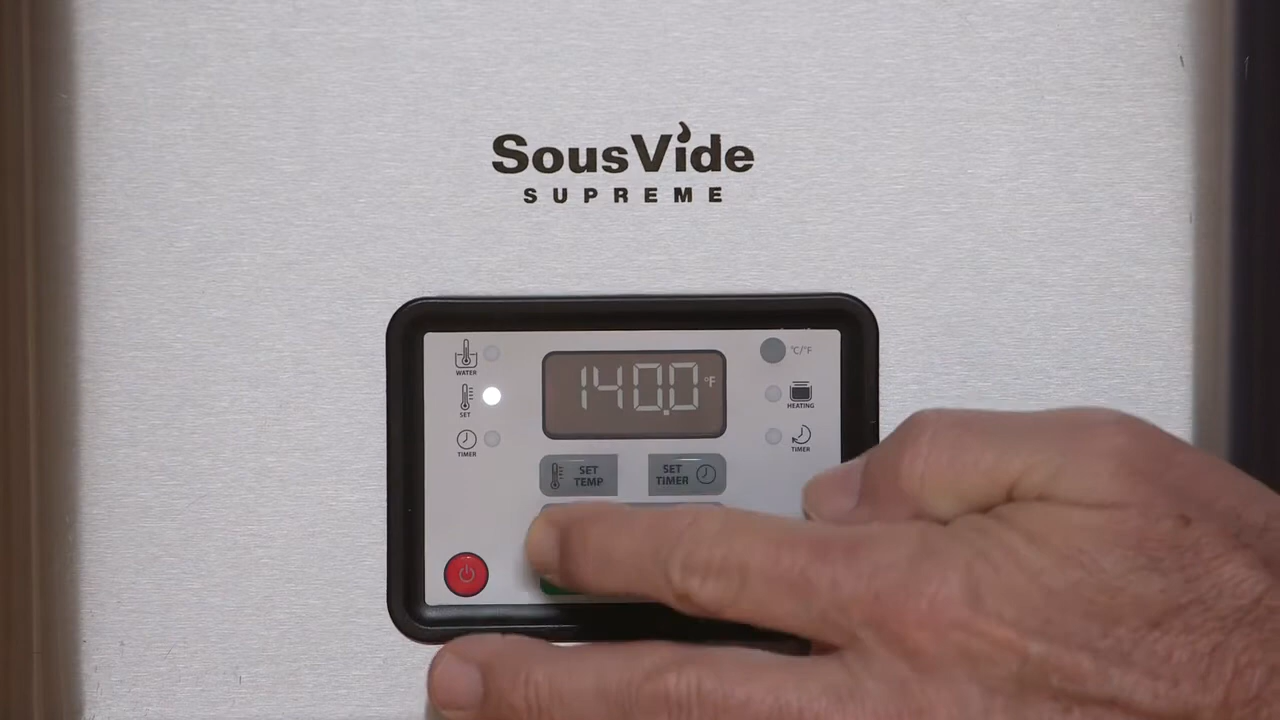 SousVide
SUPREME
WATER
SET
TIMER
140.0 °F
°C/°F
HEATING
TIMER
SET
TEMP
SET
TIMER